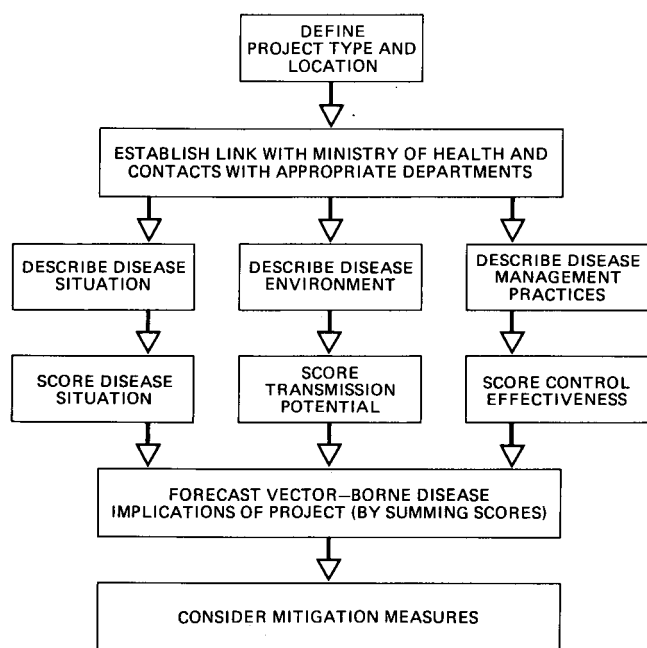 DEFINE
PROJECT TYPE AND
LOCATION
ESTABLISH LINK WITH MINISTRY OF HEALTH AND
CONTACTS WITH APPROPRIATE DEPARTMENTS
DESCRIBE DISEASE
SITUATION
DESCRIBE DISEASE
ENVIRONMENT
DESCRIBE DISEASE
MANAGEMENT
PRACTICES
SCORE DISEASE
SITUATION
SCORE
TRANSMISSION
POTENTIAL
SCORE CONTROL
EFFECTIVENESS
FORECAST VECTOR–BORNE DISEASE
IMPLICATIONS OF PROJECT (BY SUMMING SCORES)
CONSIDER MITIGATION MEASURES